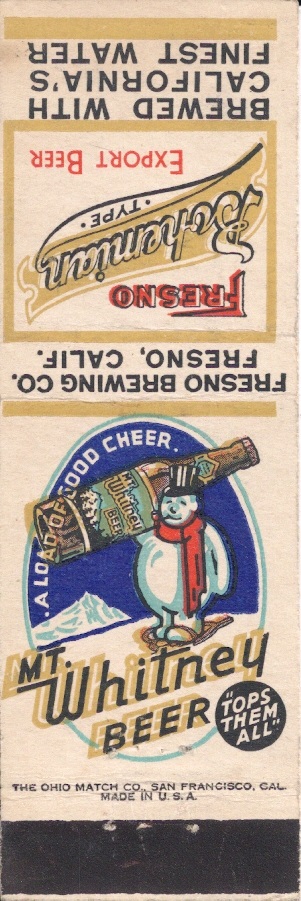 BREWED WITH
CALIFORNIA'S
FINEST WATER
FRESNO
Bohemian
• TYPE •
EXPORT BEER
FRESNO BREWING CO.
FRESNO, CALIF.
. A LOAD OF GOOD CHEER.
Mt.
Whitney
BEER
MT.
Whitney
BEER
"TOPS
THEM
ALL"
THE OHIO MATCH CO., SAN FRANCISCO, CAL.
MADE IN U.S.A.